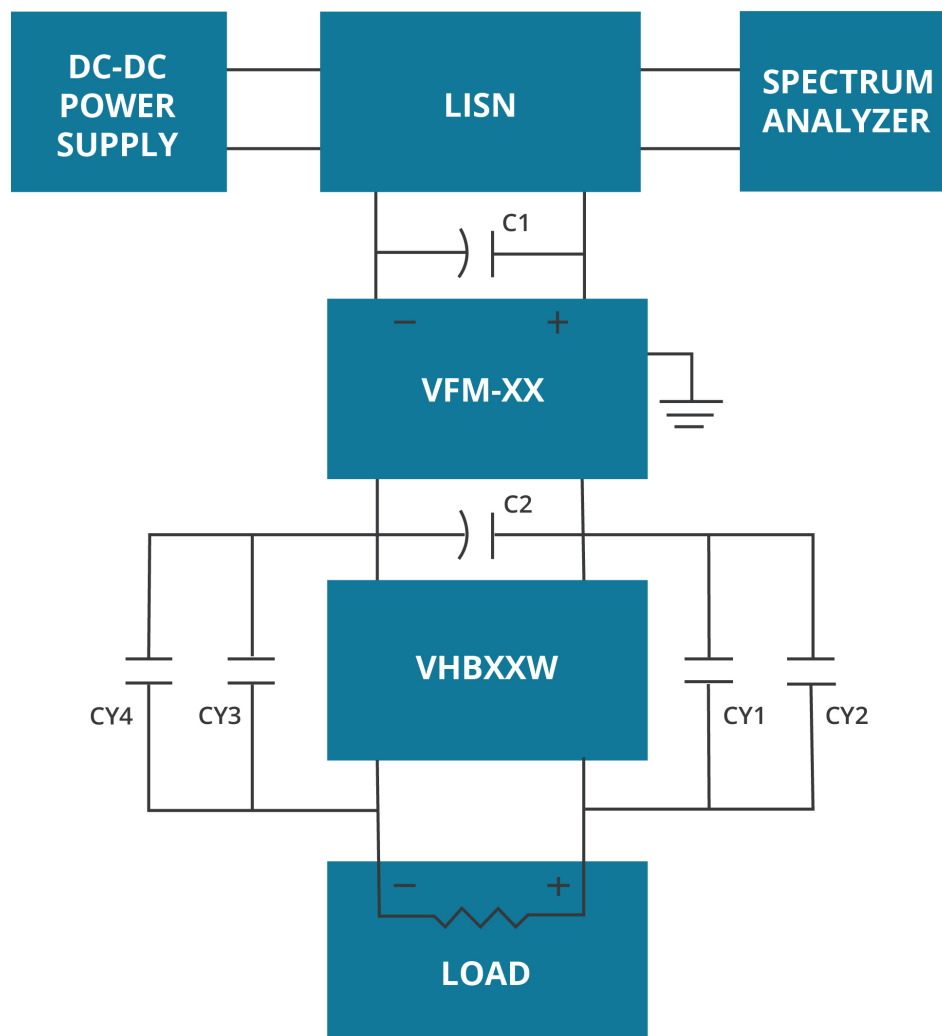 DC-DC
POWER
SUPPLY
LISN
SPECTRUM
ANALYZER
C1
− +
VFM-XX
C2
VHBXXW
CY4
CY3
CY1
CY2
− +
LOAD